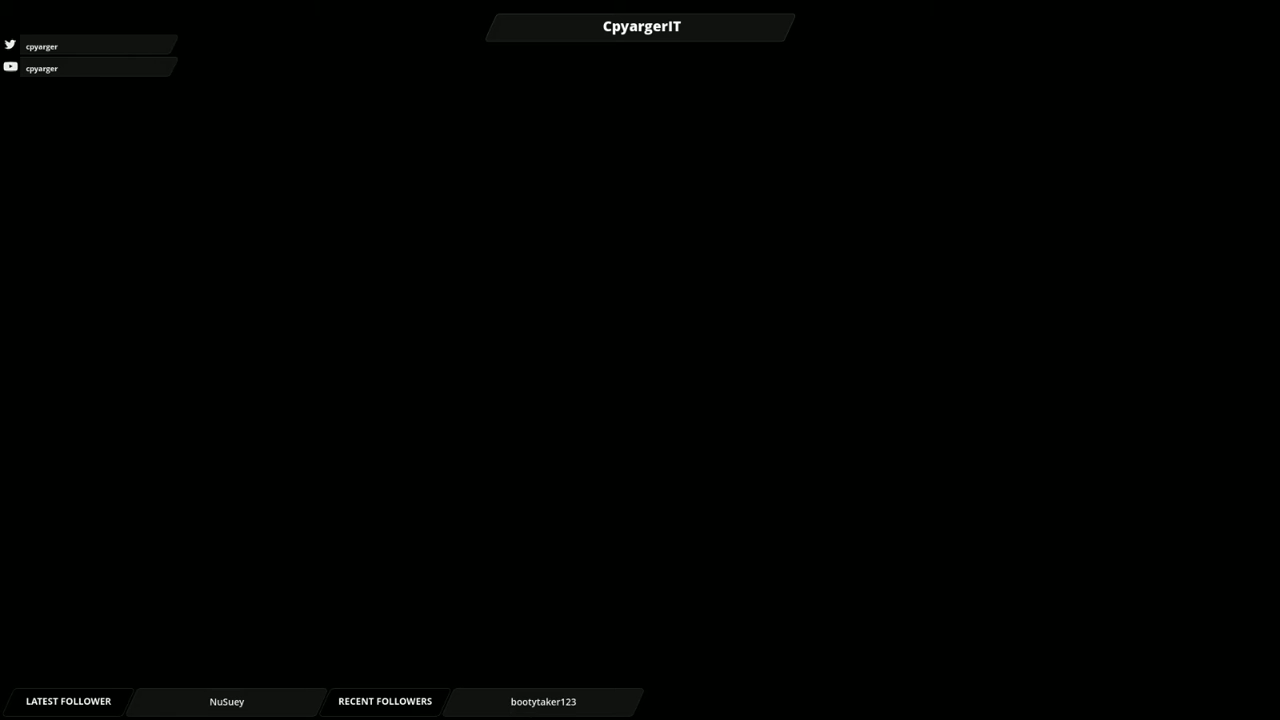 CpyargerIT
cpyarger
cpyarger
LATEST FOLLOWER NuSuey RECENT FOLLOWERS bootytaker123